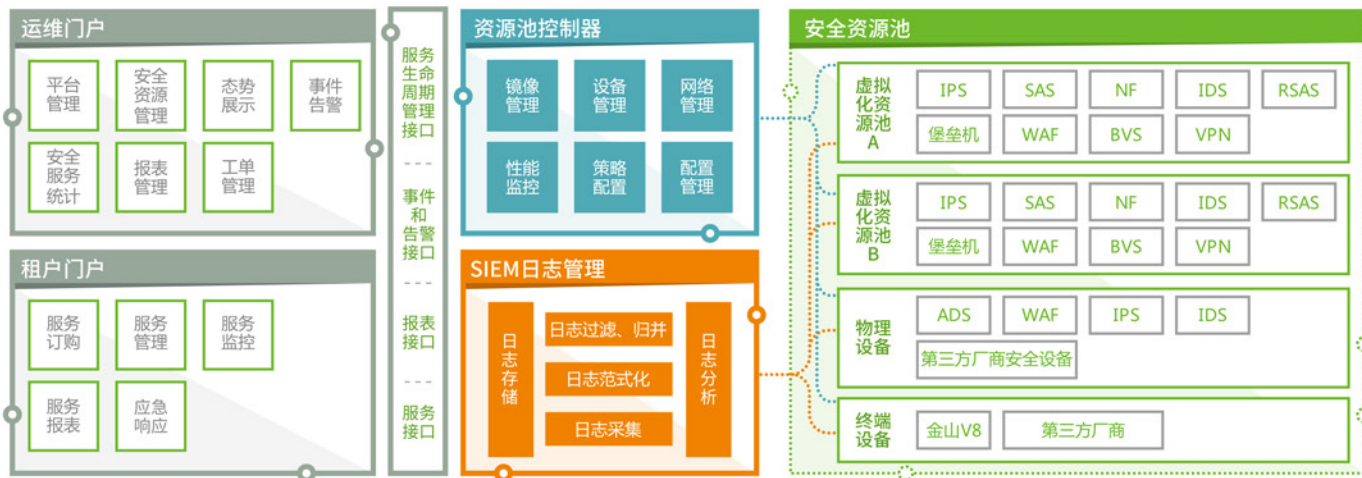 运维门户
平台
管理
安全
资源
管理
态势
展示
事件
告警
安全
服务
统计
报表
管理
工单
管理
租户门户
服务
订购
服务
管理
服务
监控
服务
报表
应急
响应
服务
生命
周期
管理
接口
事件
和
告警
接口
报表
接口
服务
接口
资源池控制器
镜像
管理
设备
管理
网络
管理
性能
监控
策略
配置
配置
管理
SIEM日志管理
日
志
存
储
日志过滤、归并
日志范式化
日志采集
日
志
分
析
安全资源池
虚拟
化资
源池
A
IPS
SAS
NF
IDS
RSAS
堡垒机
WAF
BVS
VPN
虚拟
化资
源池
B
IPS
SAS
NF
IDS
RSAS
堡垒机
WAF
BVS
VPN
物理
设备
ADS
WAF
IPS
IDS
第三方厂商安全设备
终端
设备
金山V8
第三方厂商